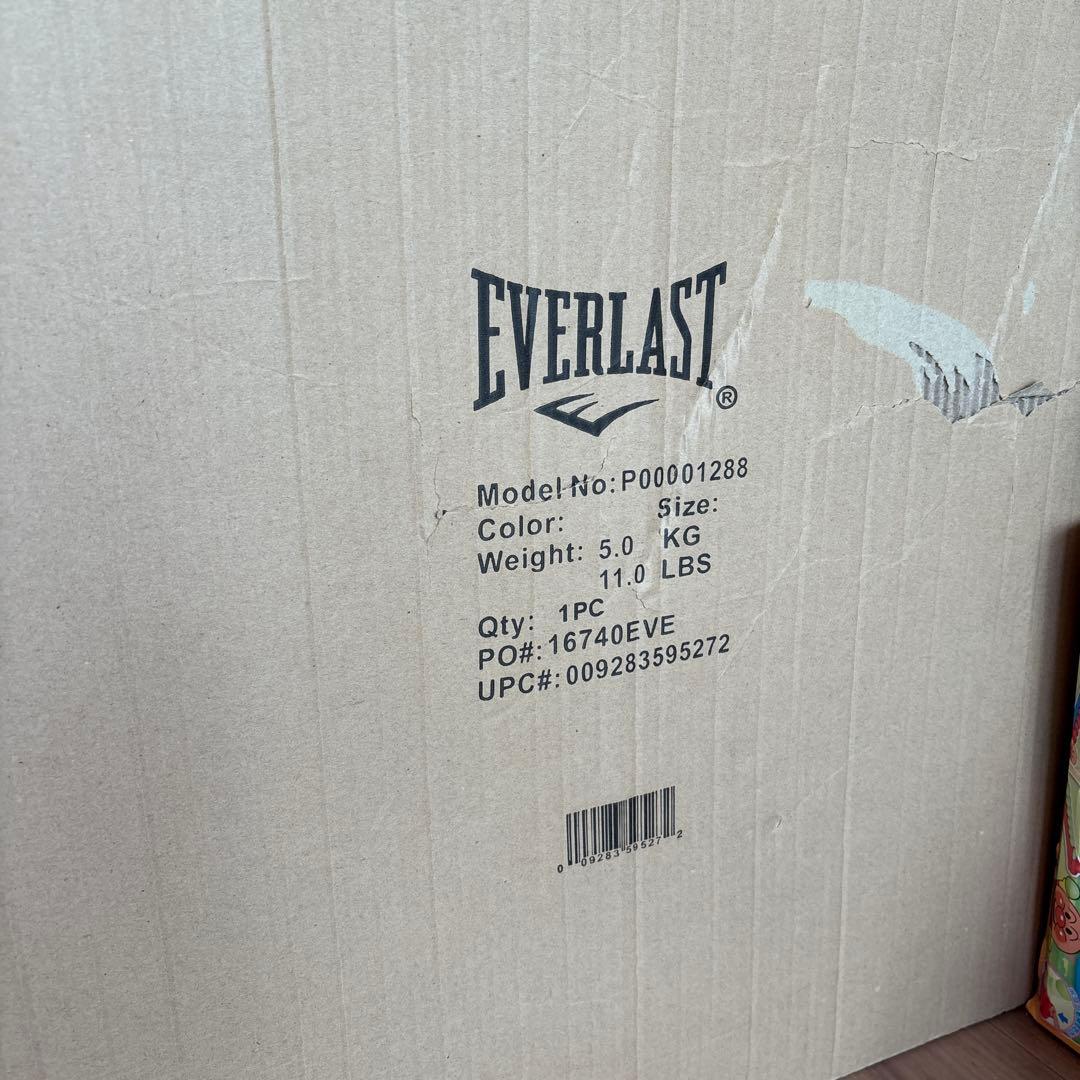 EVERLAST
®
Model No: P00001288
Color: Size:
Weight: 5.0 KG
11.0 LBS
Qty: 1PC
PO#: 16740EVE
UPC#: 009283595272
0 09283 59527 2